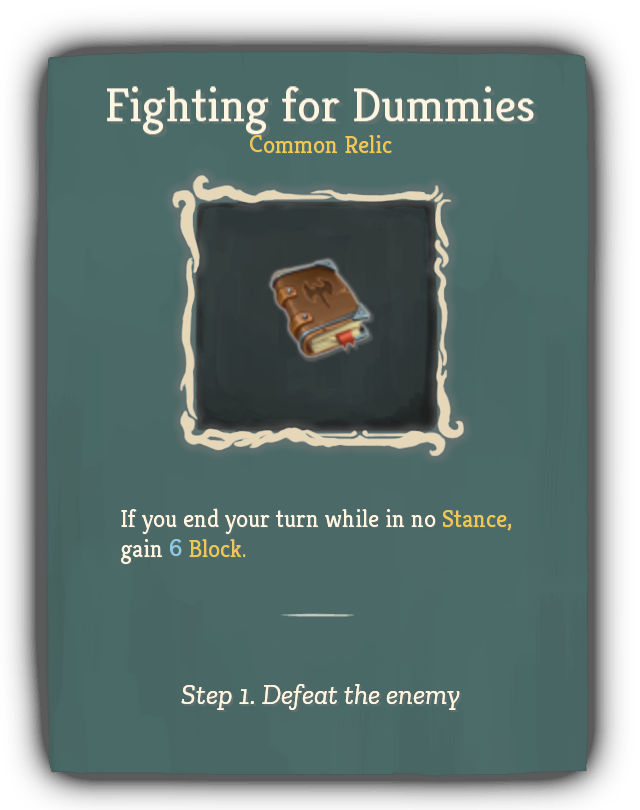 Fighting for Dummies
Common Relic
If you end your turn while in no Stance,
gain 6 Block.
Step 1. Defeat the enemy